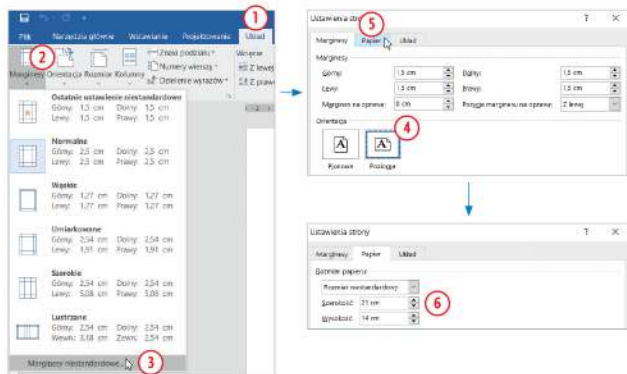 1
Plik Narzędzia główne Wstawianie Projektowanie Układ
2
Marginesy Orientacja Rozmiar Kolumny
Znaki podziału
Numery wierszy
Dzielenie wyrazów
Wcięcie
Z lewej
Z praw
Ostatnie ustawienie niestandardowe
Górny: 1,5 cm Dolny: 1,5 cm
Lewy: 1,5 cm Prawy: 1,5 cm
Normalne
Górny: 2,5 cm Dolny: 2,5 cm
Lewy: 2,5 cm Prawy: 2,5 cm
Wąskie
Górny: 1,27 cm Dolny: 1,27 cm
Lewy: 1,27 cm Prawy: 1,27 cm
Umiarkowane
Górny: 2,54 cm Dolny: 2,54 cm
Lewy: 1,91 cm Prawy: 1,91 cm
Szerokie
Górny: 2,54 cm Dolny: 2,54 cm
Lewy: 5,08 cm Prawy: 5,08 cm
Lustrzane
Górny: 2,54 cm Dolny: 2,54 cm
Wewn.: 3,18 cm Zewn.: 2,54 cm
Marginesy niestandardowe...
3
Ustawienia stro
5
? ×
Marginesy Papier Układ
Marginesy
Górny: 1,5 cm Dolny: 1,5 cm
Lewy: 1,5 cm Prawy: 1,5 cm
Margines na oprawę: 0 cm Pozycja marginesu na oprawę: Z lewej
Orientacja
4
A A
Pionowa Pozioma
Ustawienia strony ? ×
Marginesy Papier Układ
Rozmiar papieru:
Rozmiar niestandardowy
Szerokość: 21 cm
Wysokość: 14 cm
6